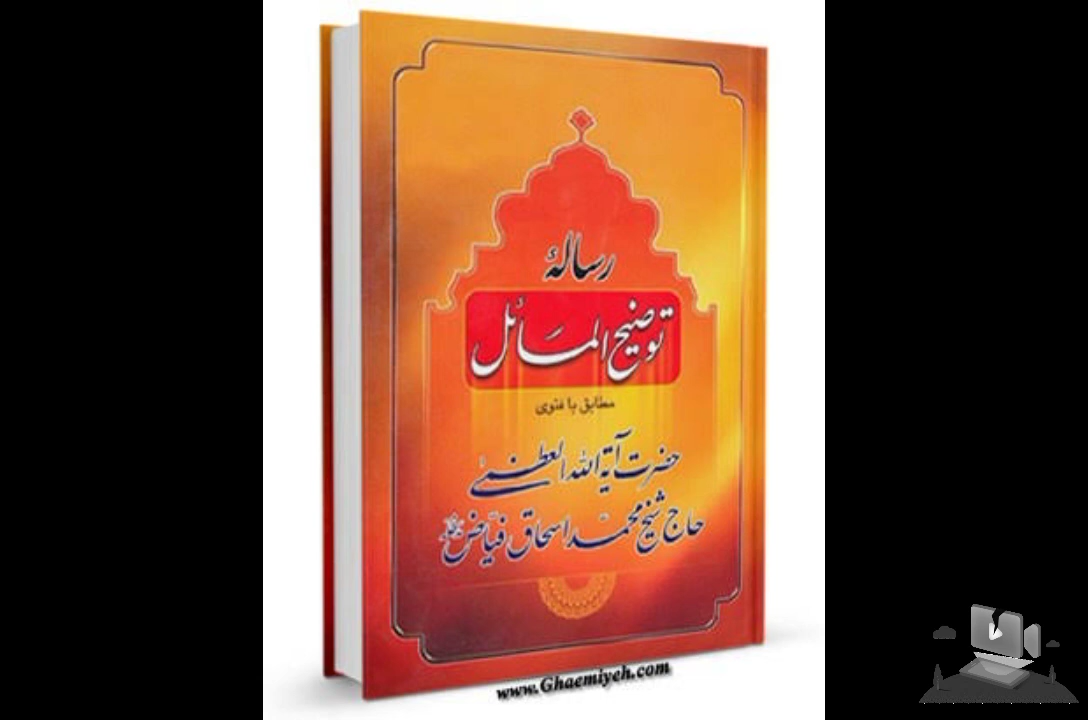 رسالهٔ
توضیح المسائل
مطابق با فتوی
حضرت آیة الله العظمی
حاج شیخ محمد اسحاق فیاض
www.Ghaemiyeh.com